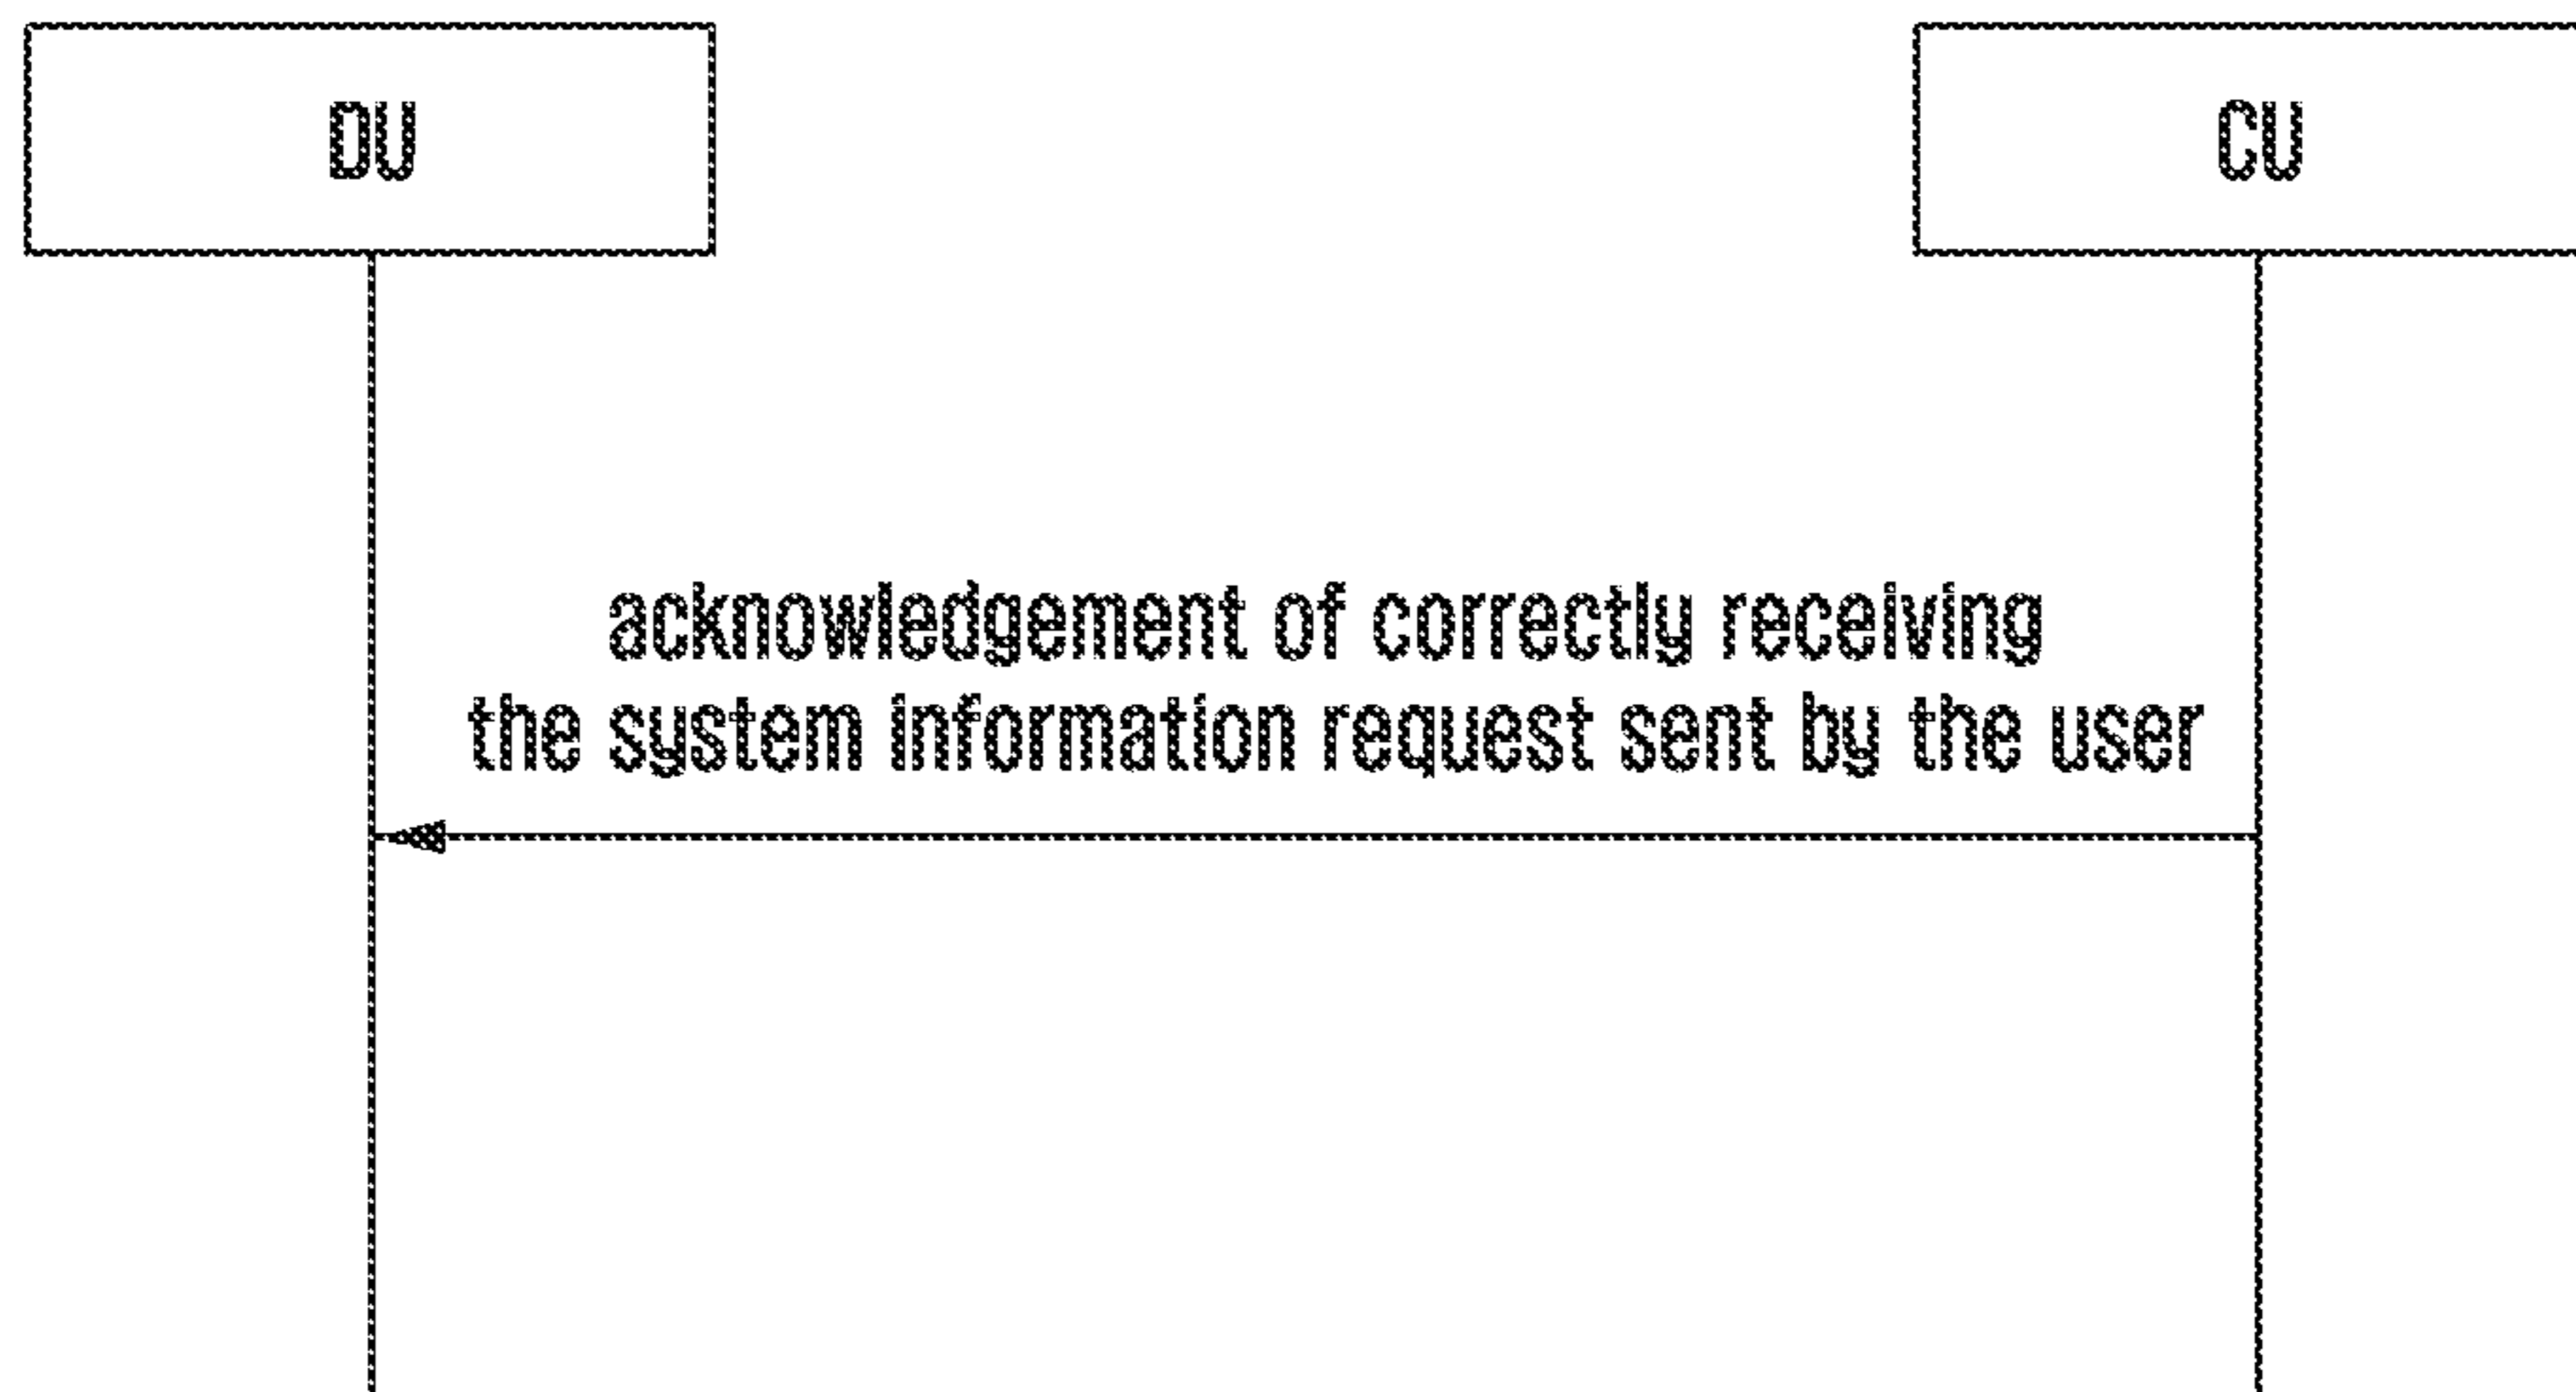 DU
CU
acknowledgement of correctly receiving
the system information request sent by the user